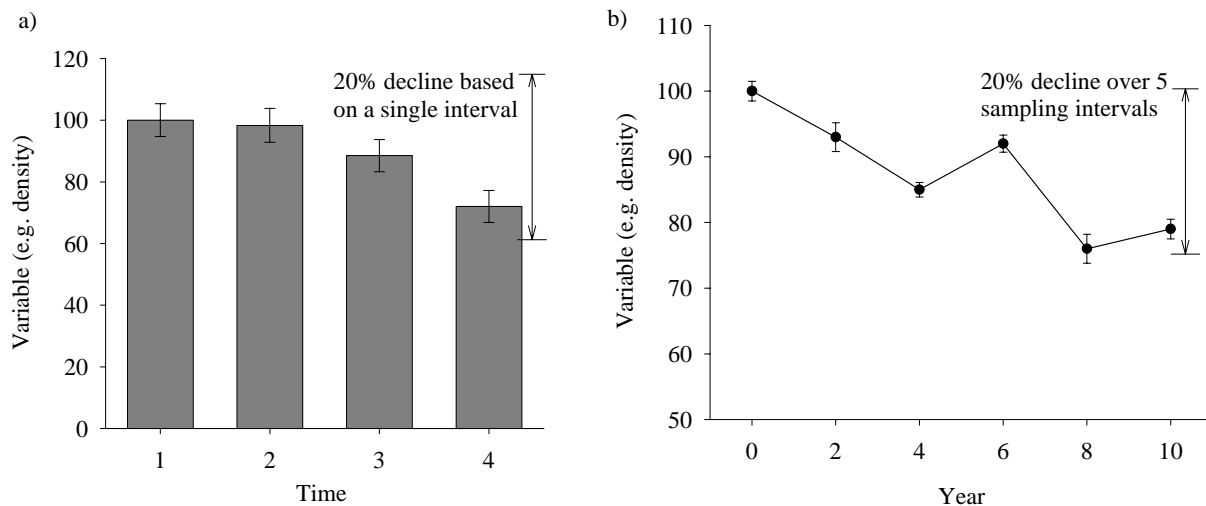 a)
120
100
80
60
40
20
0
Variable (e.g. density)
20% decline based
on a single interval
1 2 3 4
Time
b)
110
100
90
80
70
60
50
Variable (e.g. density)
20% decline over 5
sampling intervals
0 2 4 6 8 10
Year